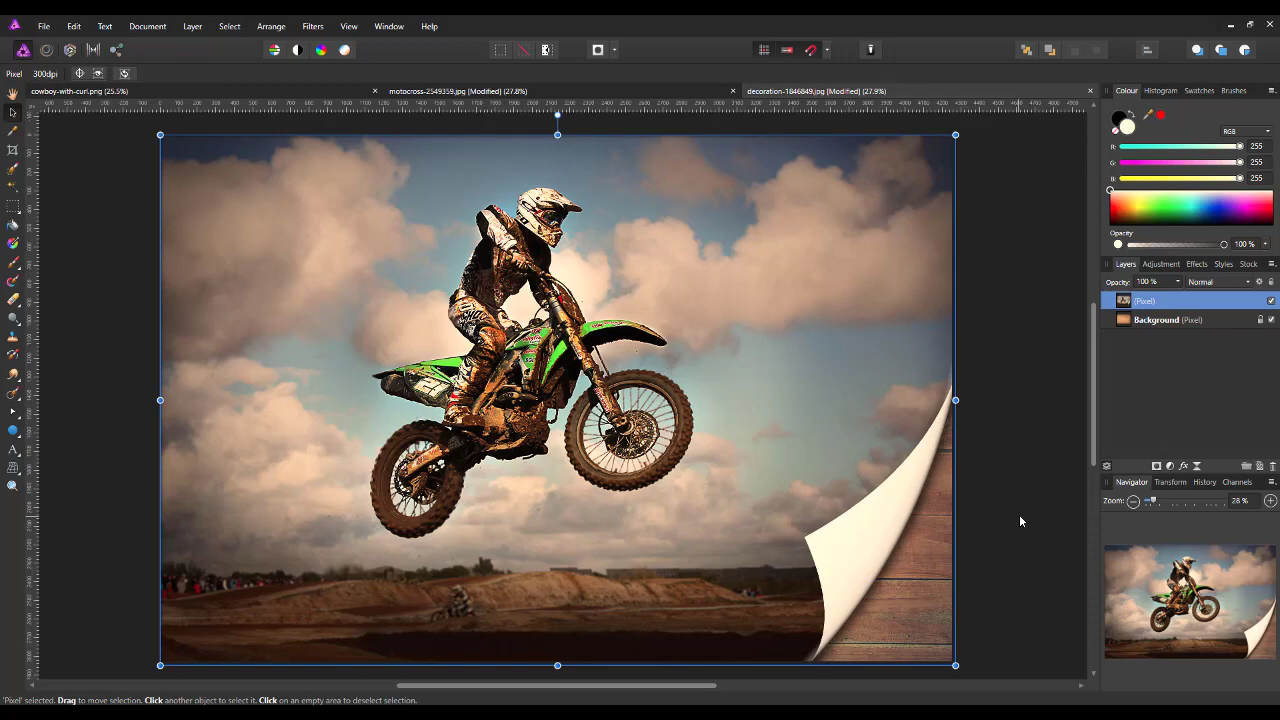 File Edit Text Document Layer Select Arrange Filters View Window Help
Pixel 300dpi
cowboy-with-curl.png (25.5%) motocross-2549359.jpg [Modified] (27.8%) decoration-1846849.jpg [Modified] (27.9%)
Colour Histogram Swatches Brushes
RGB
R: 255
G: 255
B: 255
Opacity
100 %
Layers Adjustment Effects Styles Stock
Opacity: 100 % Normal
(Pixel)
Background (Pixel)
Navigator Transform History Channels
Zoom: 28 %
'Pixel' selected. Drag to move selection. Click another object to select it. Click on an empty area to deselect selection.